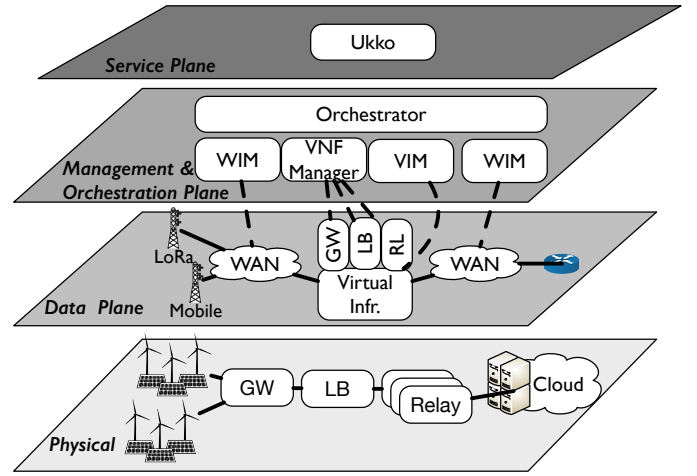 Ukko
Service Plane
Orchestrator
WIM
VNF
Manager
VIM
WIM
Management &
Orchestration Plane
GW
LB
RL
LoRa
WAN
WAN
Virtual
Infr.
Mobile
Data Plane
GW
LB
Relay
Cloud
Physical